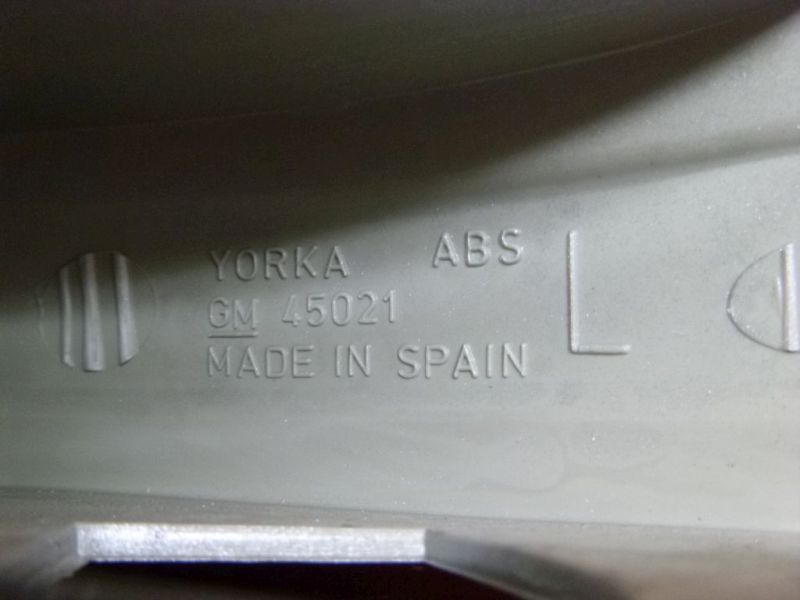 YORKA ABS
GM 45021
MADE IN SPAIN
L